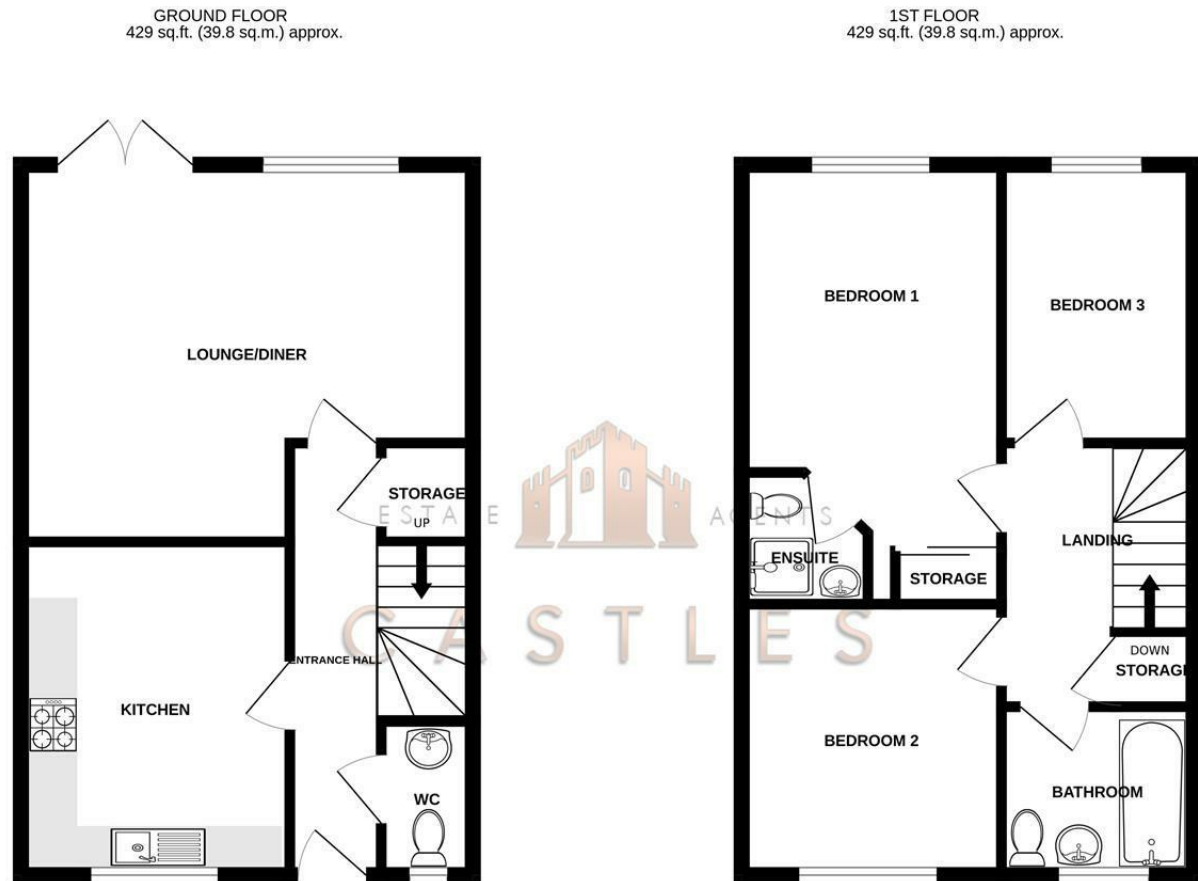 GROUND FLOOR
429 sq.ft. (39.8 sq.m.) approx.
1ST FLOOR
429 sq.ft. (39.8 sq.m.) approx.
LOUNGE/DINER
STORAGE
UP
KITCHEN
ENTRANCE HALL
WC
BEDROOM 1
BEDROOM 3
ENSUITE
STORAGE
LANDING
DOWN
STORAGE
BEDROOM 2
BATHROOM
ESTATE AGENTS
CASTLES